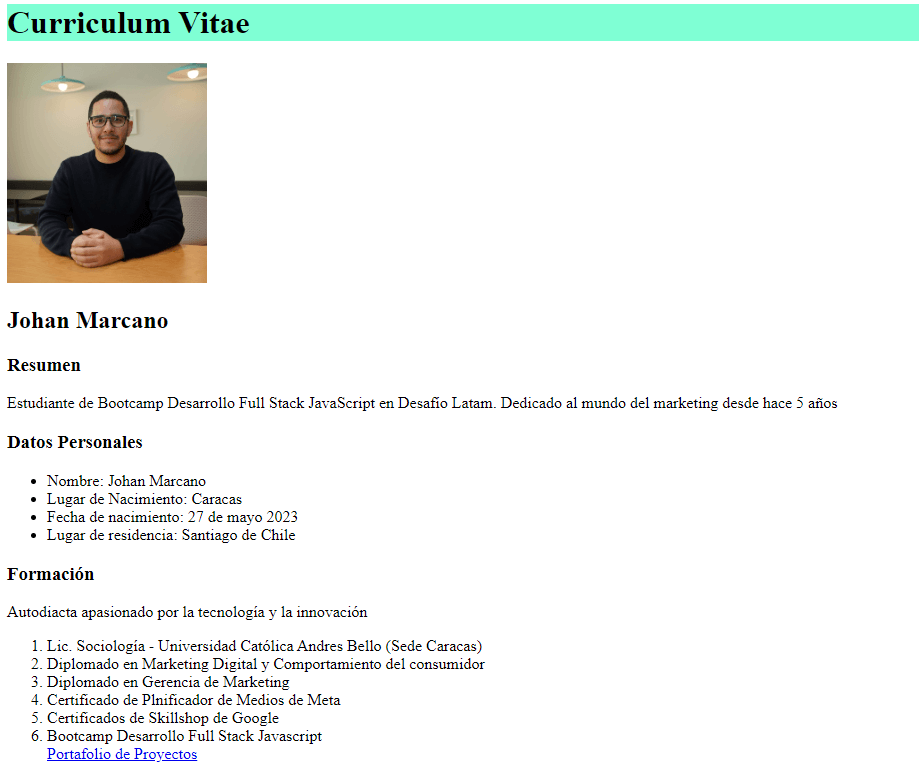 Curriculum Vitae
Johan Marcano
Resumen
Estudiante de Bootcamp Desarrollo Full Stack JavaScript en Desafío Latam. Dedicado al mundo del marketing desde hace 5 años
Datos Personales
• Nombre: Johan Marcano
• Lugar de Nacimiento: Caracas
• Fecha de nacimiento: 27 de mayo 2023
• Lugar de residencia: Santiago de Chile
Formación
Autodiacta apasionado por la tecnología y la innovación
1. Lic. Sociología - Universidad Católica Andres Bello (Sede Caracas)
2. Diplomado en Marketing Digital y Comportamiento del consumidor
3. Diplomado en Gerencia de Marketing
4. Certificado de Plnificador de Medios de Meta
5. Certificados de Skillshop de Google
6. Bootcamp Desarrollo Full Stack Javascript
Portafolio de Proyectos